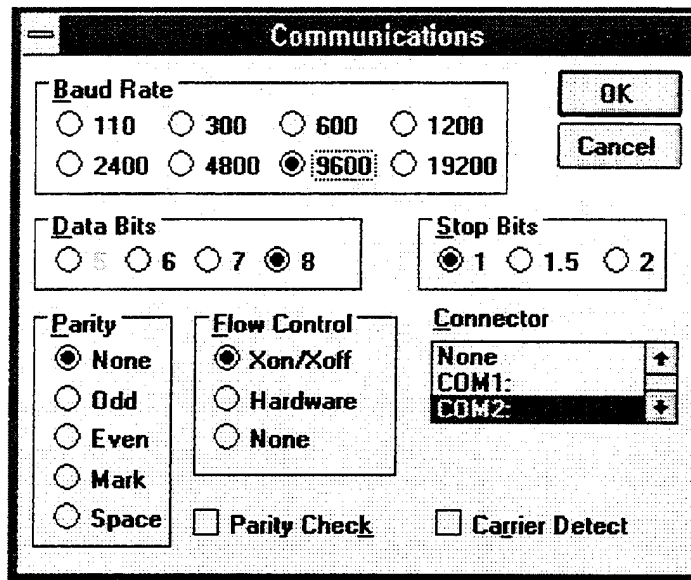 Communications
Baud Rate
110 300 600 1200
2400 4800 9600 19200
OK
Cancel
Data Bits
5 6 7 8
Stop Bits
1 1.5 2
Parity
None
Odd
Even
Mark
Space
Flow Control
Xon/Xoff
Hardware
None
Connector
None
COM1:
COM2:
Parity Check
Carrier Detect